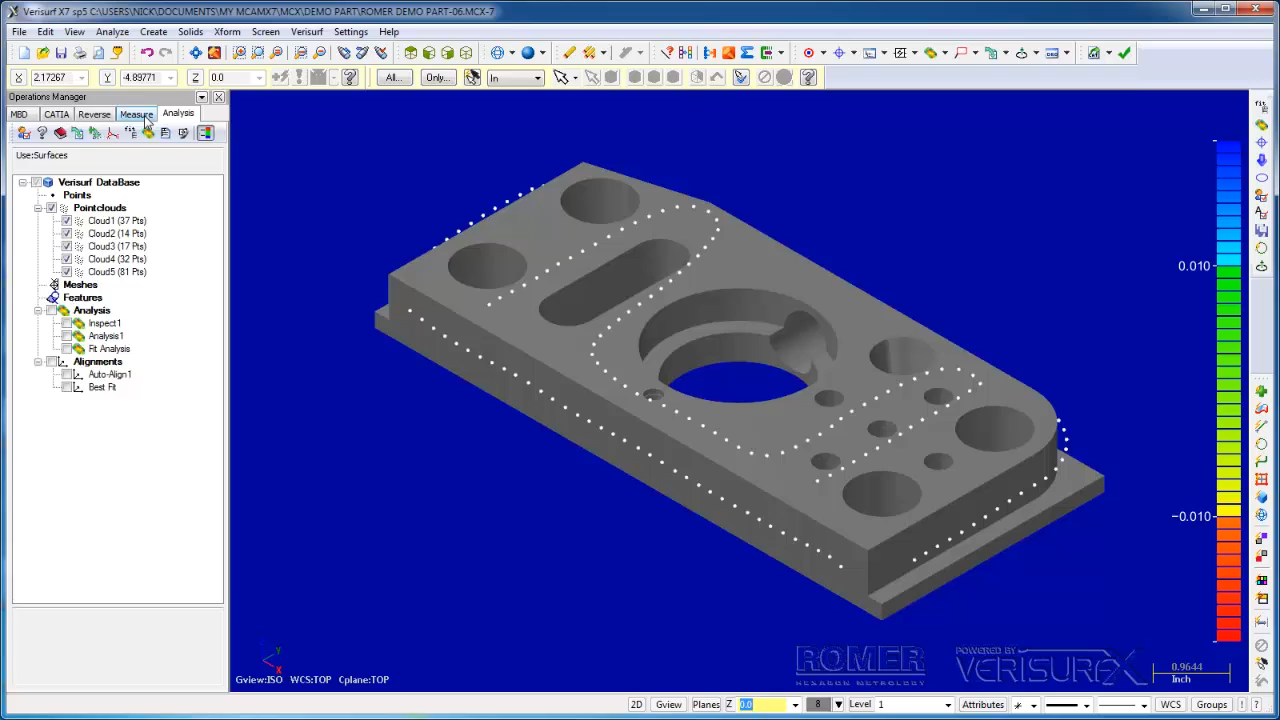 Verisurf X7 sp5 C:\USERS\NICK\DOCUMENTS\MY MCAMX7\MCX\DEMO PART\ROMER DEMO PART-06.MCX-7
File Edit View Analyze Create Solids Xform Screen Verisurf Settings Help
X 2.17267 Y -4.89771 Z 0.0 All... Only... In
Operations Manager
MBD CATIA Reverse Measure Analysis
Use:Surfaces
Verisurf DataBase
Points
Pointclouds
Cloud1 (37 Pts)
Cloud2 (14 Pts)
Cloud3 (17 Pts)
Cloud4 (32 Pts)
Cloud5 (81 Pts)
Meshes
Features
Analysis
Inspect1
Analysis1
Fit Analysis
Alignments
Auto-Align1
Best Fit
0.010
-0.010
Y
X
Gview:ISO WCS:TOP Cplane:TOP
ROMER
HEXAGON METROLOGY
POWERED BY
VERISURF X
0.9644
Inch
2D Gview Planes Z 0.0 8 Level 1 Attributes WCS Groups ?